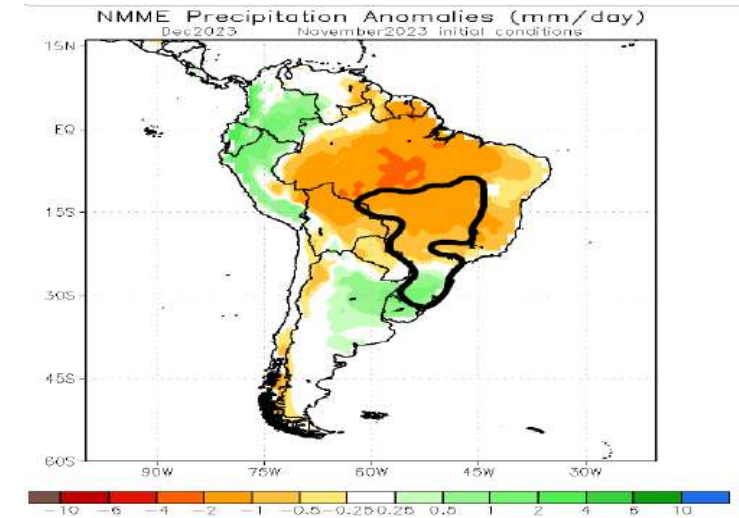 NMME Precipitation Anomalies (mm/day)
Dec2023 November2023 initial conditions
15N
EQ
15S
30S
45S
60S
90W 75W 60W 45W 30W
-10 -6 -4 -2 -1 -0.5 -0.25 0.25 0.5 1 2 4 6 10